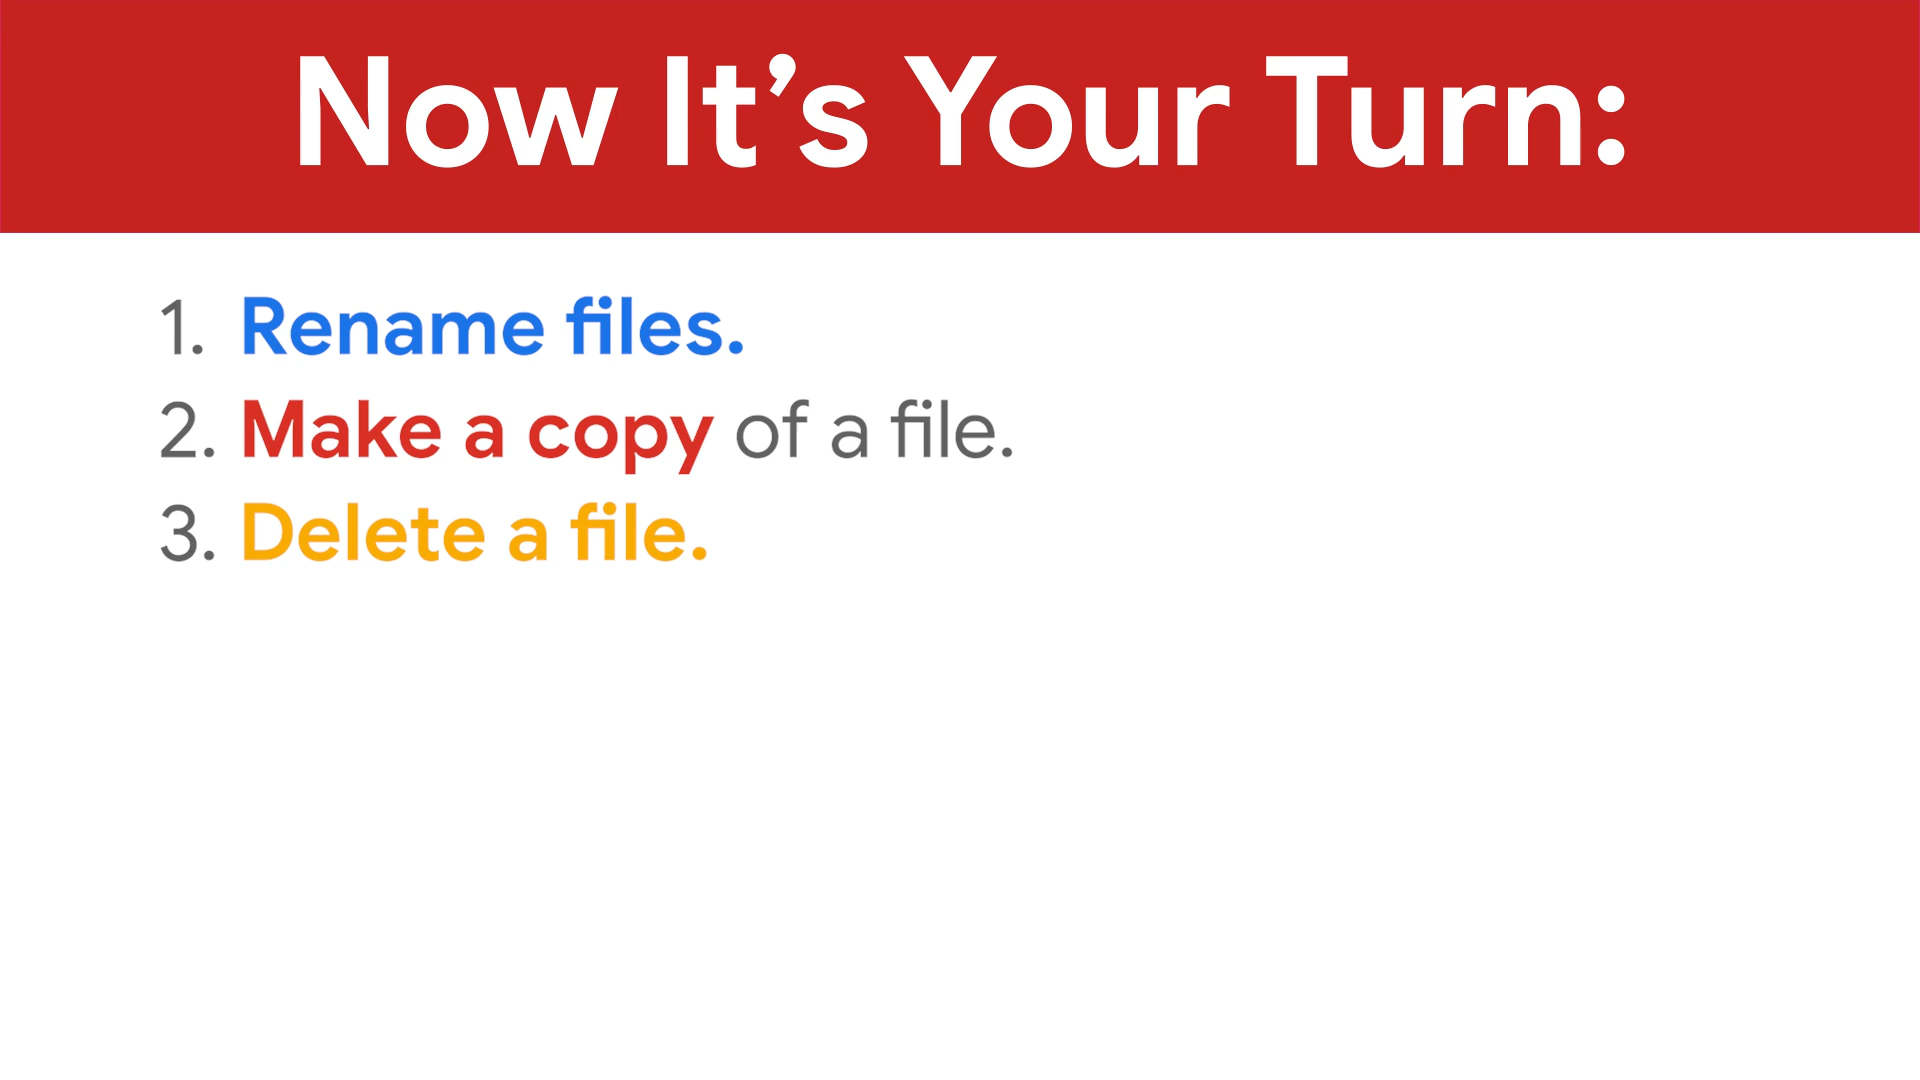 Now It’s Your Turn:
1. Rename files.
2. Make a copy of a file.
3. Delete a file.